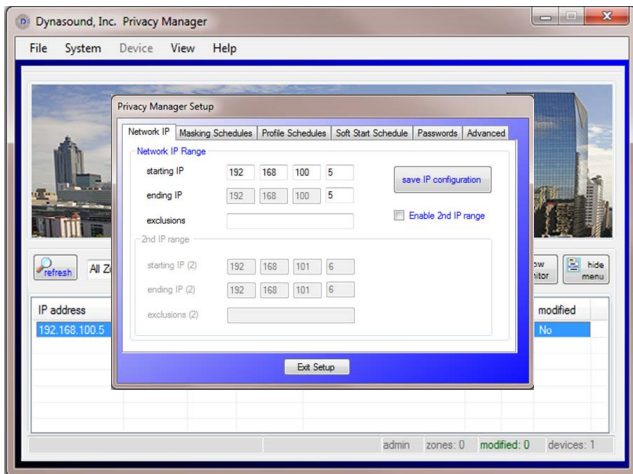 Dynasound, Inc. Privacy Manager
File System Device View Help
Privacy Manager Setup
Network IP Masking Schedules Profile Schedules Soft Start Schedule Passwords Advanced
Network IP Range
starting IP 192 168 100 5
save IP configuration
ending IP 192 168 100 5
Enable 2nd IP range
exclusions
2nd IP range
starting IP (2) 192 168 101 6
ending IP (2) 192 168 101 6
exclusions (2)
Exit Setup
refresh All hide menu
IP address modified
192.168.100.5 No
admin zones: 0 modified: 0 devices: 1